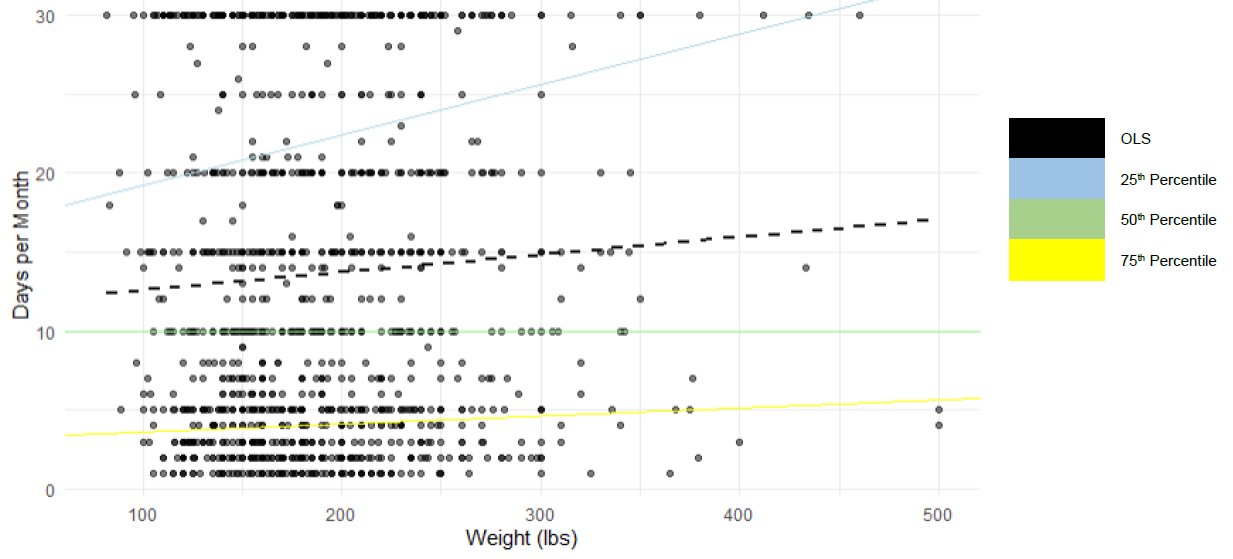 30
20
10
0
Days per Month
100 200 300 400 500
Weight (lbs)
OLS
25th Percentile
50th Percentile
75th Percentile